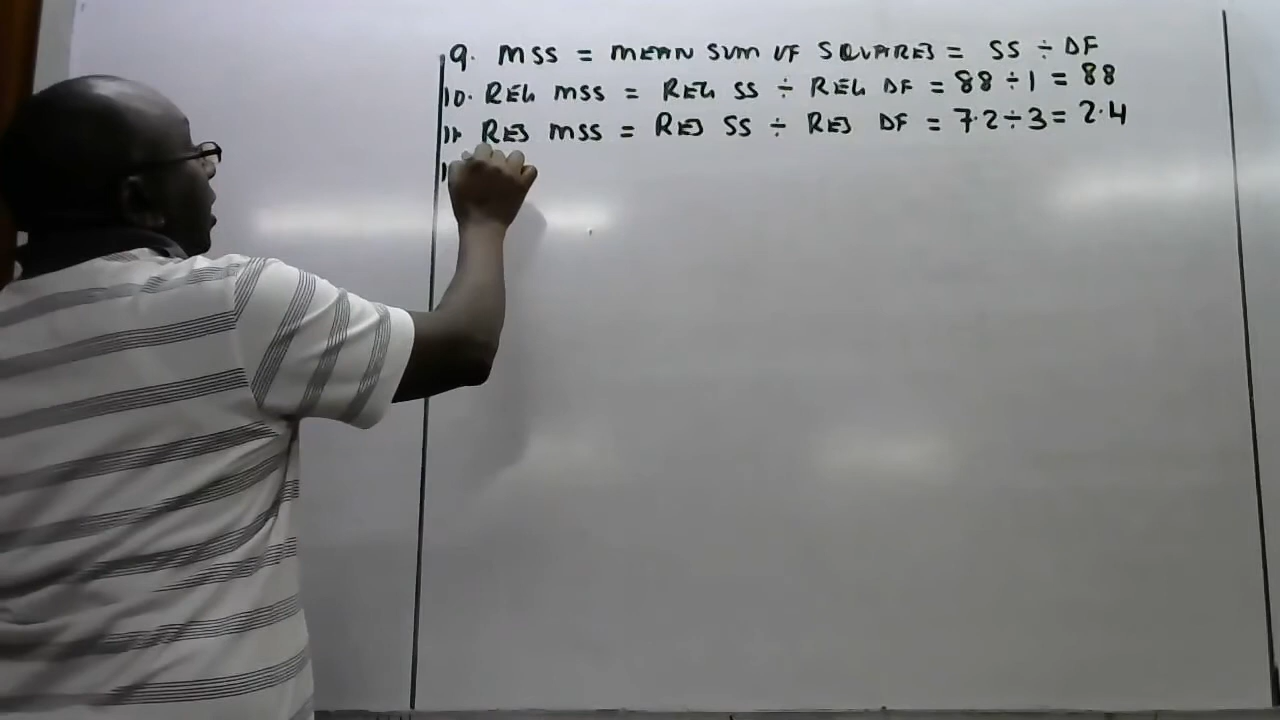 9. MSS = MEAN SUM OF SQUARES = SS ÷ DF
10. REG MSS = REG SS ÷ REG DF = 88 ÷ 1 = 88
11. RES MSS = RES SS ÷ RES DF = 7.2 ÷ 3 = 2.4
1